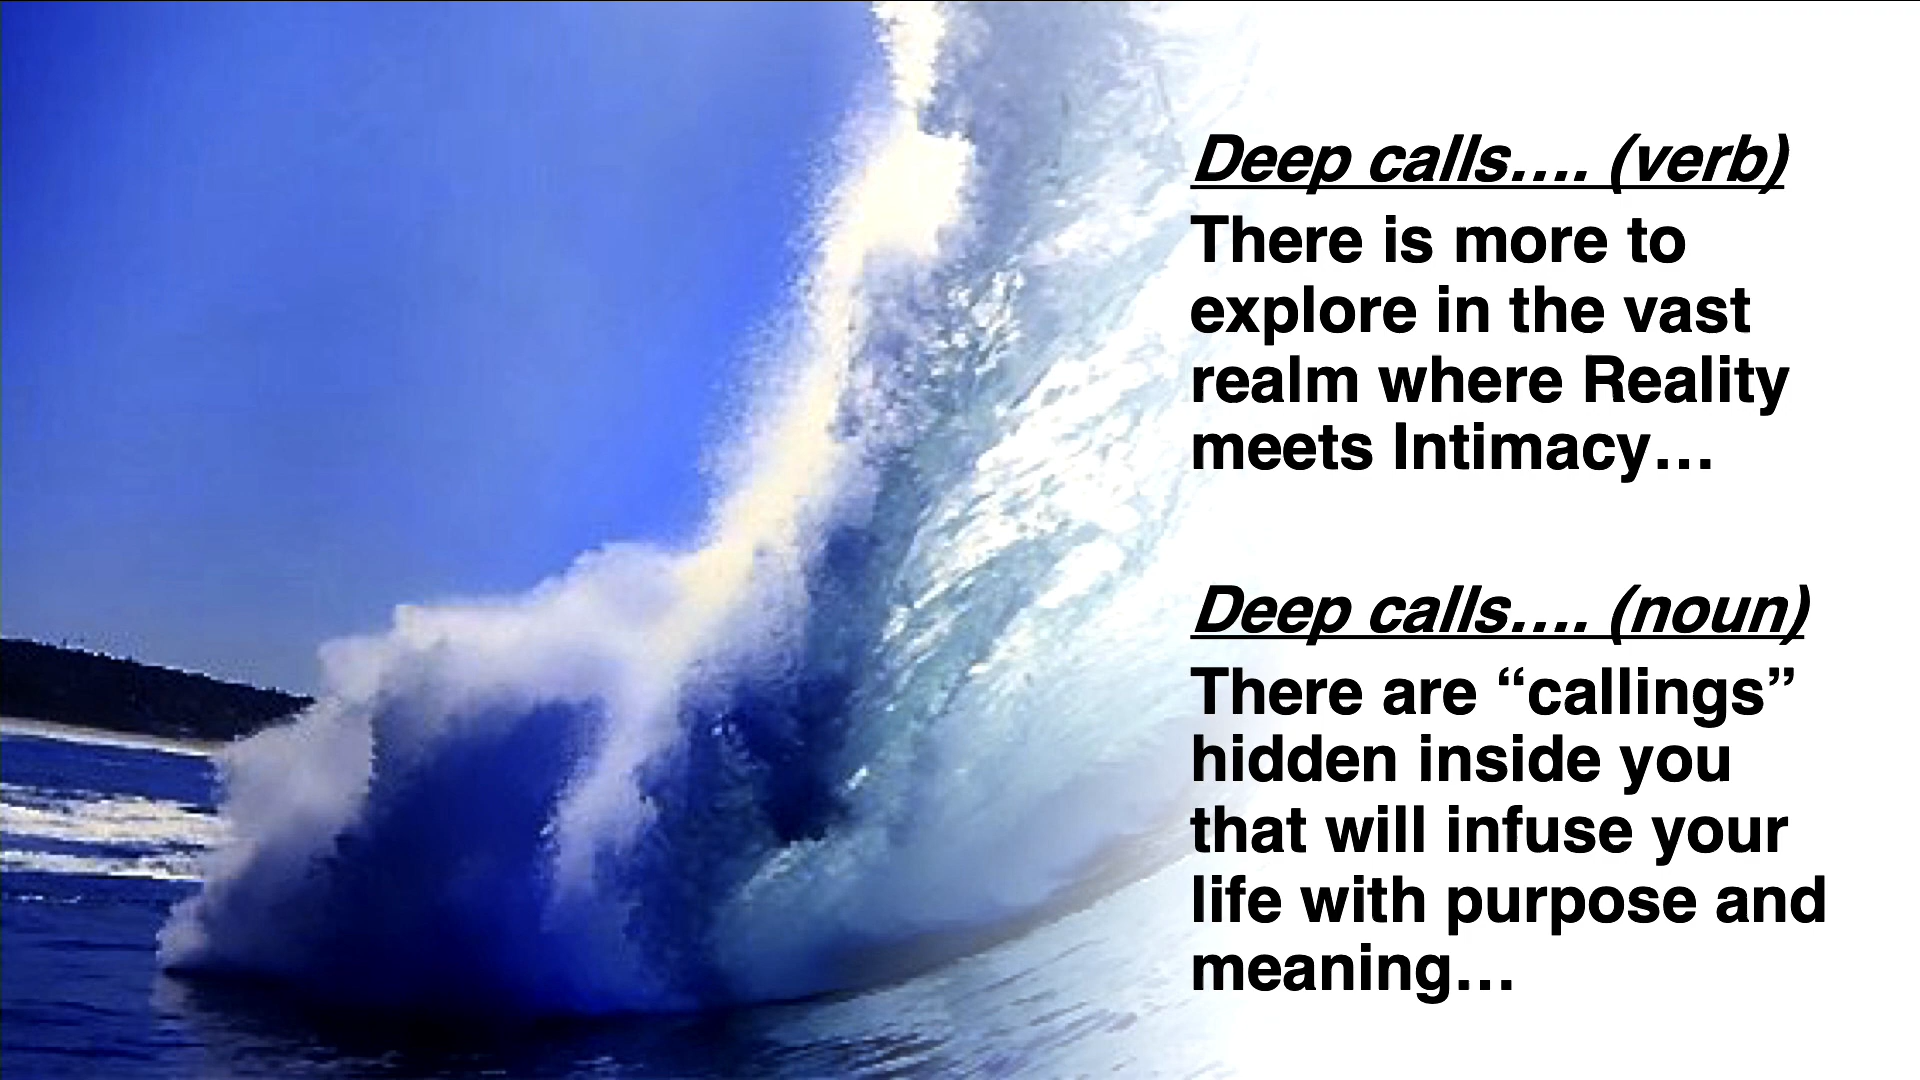 Deep calls…. (verb)
There is more to
explore in the vast
realm where Reality
meets Intimacy…
Deep calls…. (noun)
There are “callings”
hidden inside you
that will infuse your
life with purpose and
meaning…